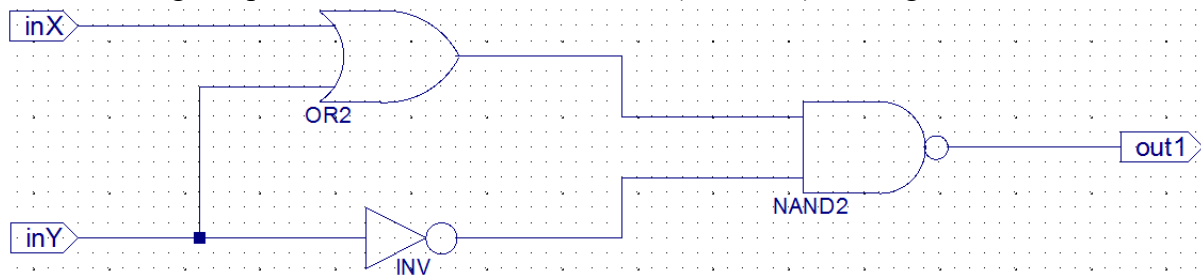 inX
OR2
out1
NAND2
inY
INV